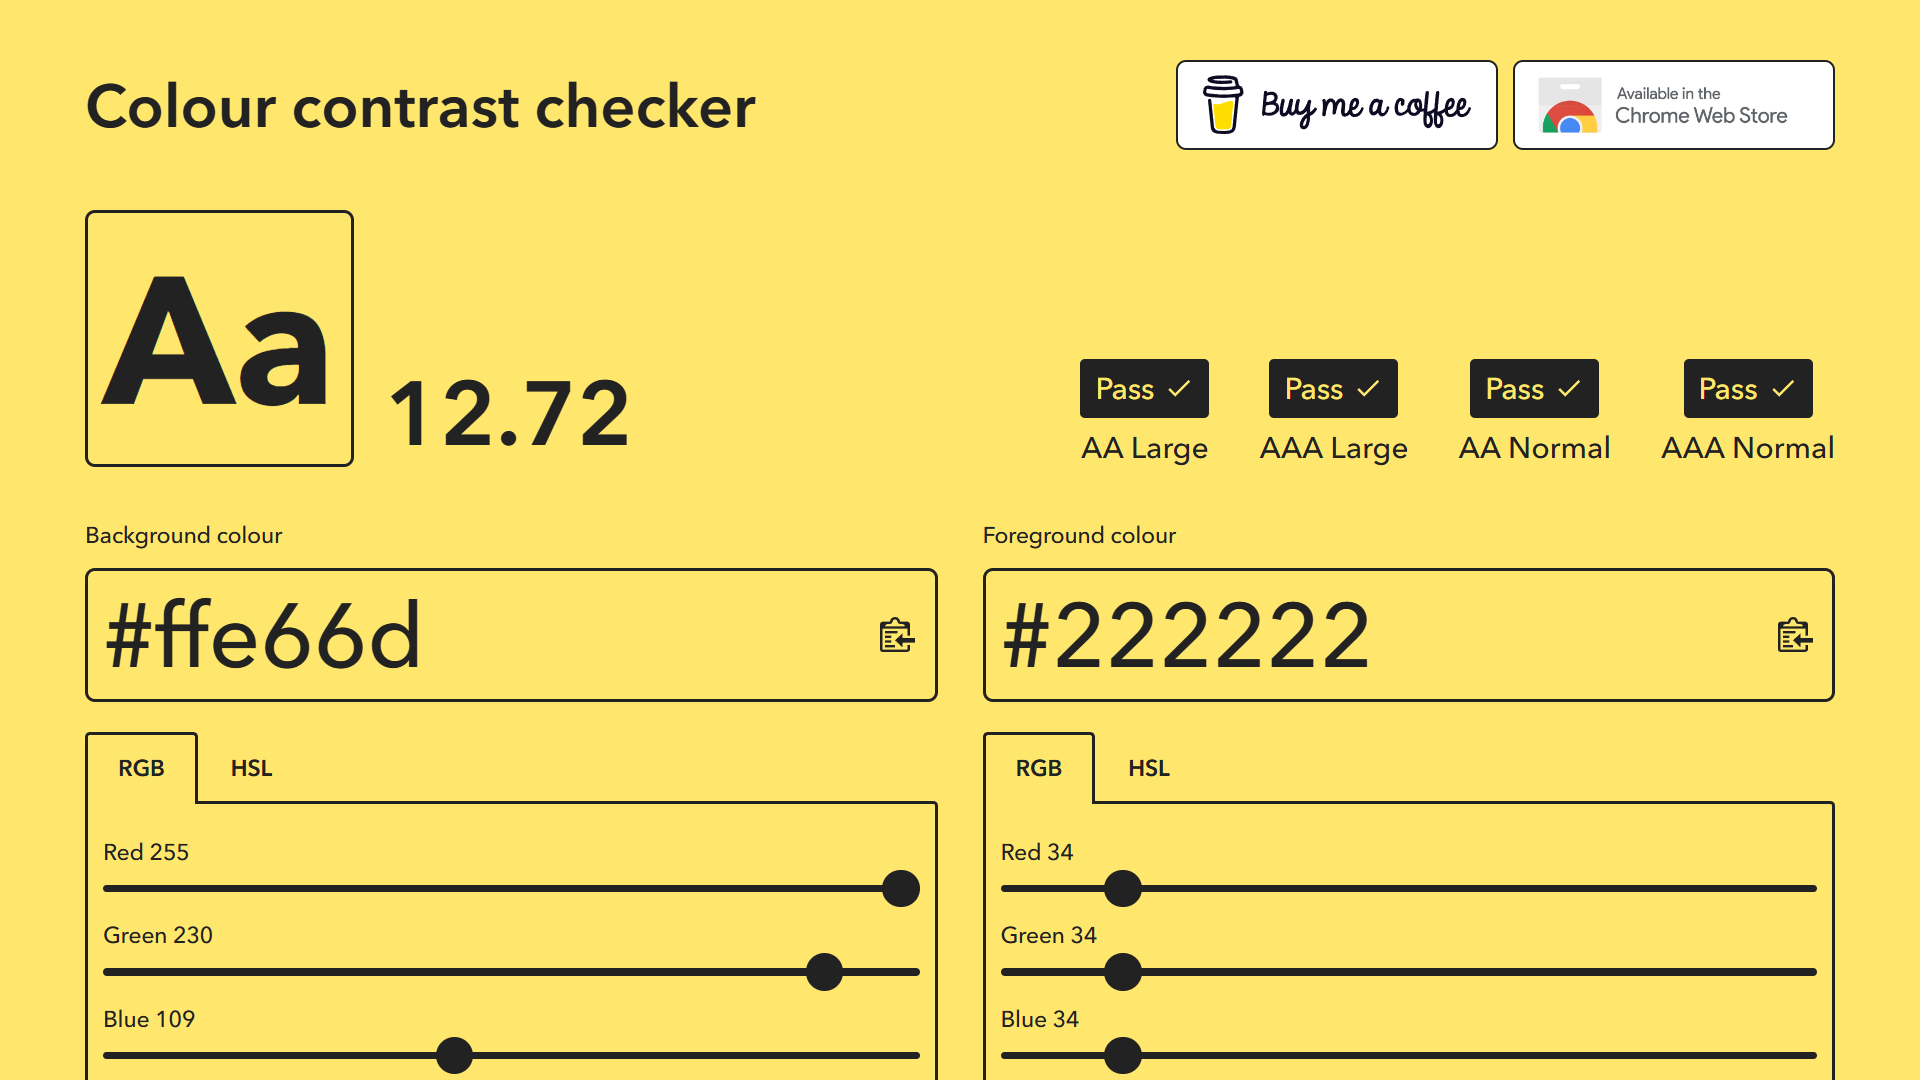 Colour contrast checker
Buy me a coffee
Available in the
Chrome Web Store
Aa
12.72
Pass
AA Large
Pass
AAA Large
Pass
AA Normal
Pass
AAA Normal
Background colour
#ffe66d
RGB
HSL
Red 255
Green 230
Blue 109
Foreground colour
#222222
RGB
HSL
Red 34
Green 34
Blue 34